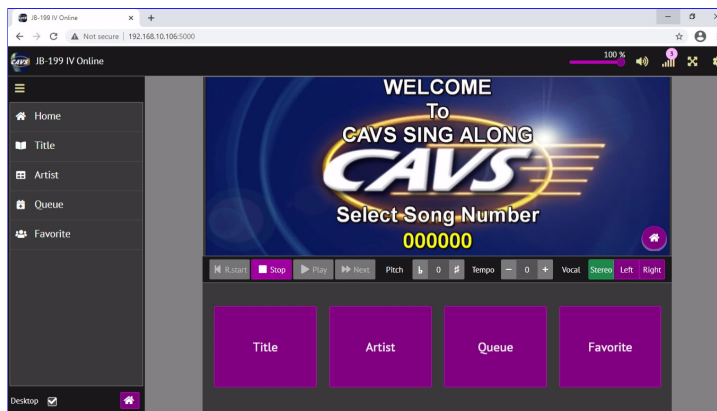 JB-199 IV Online
Not secure | 192.168.10.106:5000
CAVS JB-199 IV Online
100 %
3
Home
Title
Artist
Queue
Favorite
WELCOME
To
CAVS SING ALONG
CAVS
Select Song Number
000000
R.start Stop Play Next Pitch ♭ 0 ♯ Tempo − 0 + Vocal Stereo Left Right
Title Artist Queue Favorite
Desktop